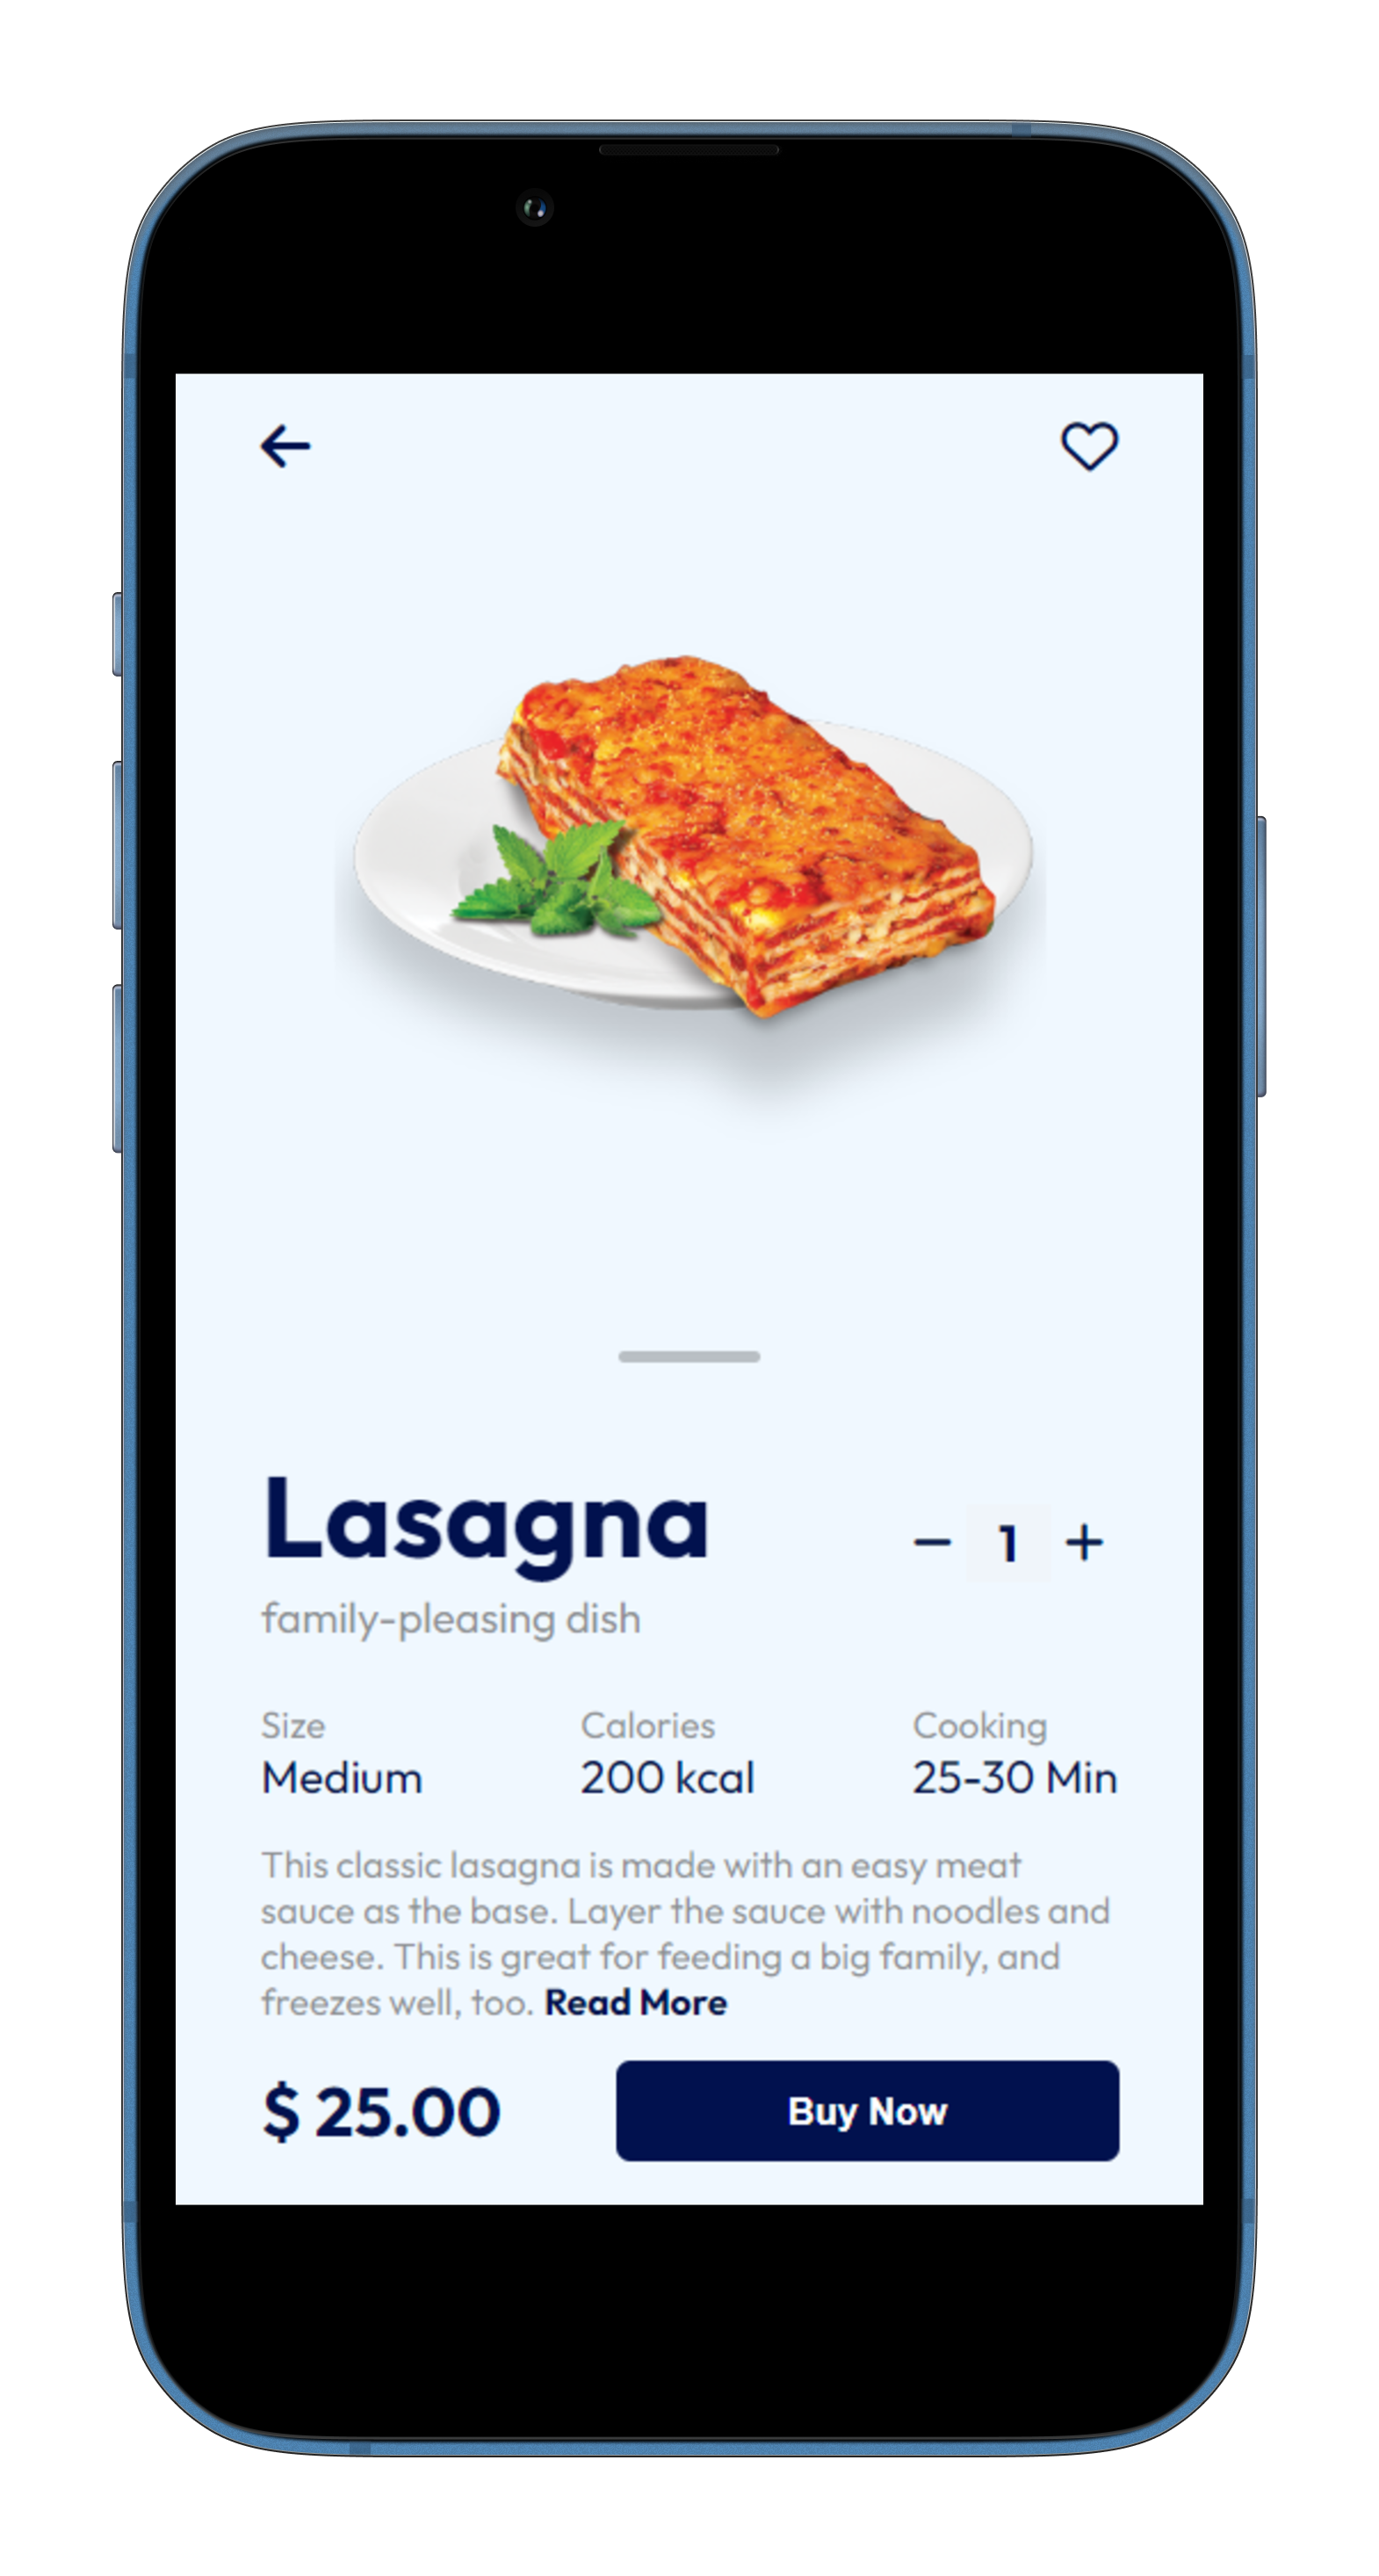 Lasagna
− 1 +
family-pleasing dish
Size Calories Cooking
Medium 200 kcal 25-30 Min
This classic lasagna is made with an easy meat
sauce as the base. Layer the sauce with noodles and
cheese. This is great for feeding a big family, and
freezes well, too. Read More
$ 25.00 Buy Now